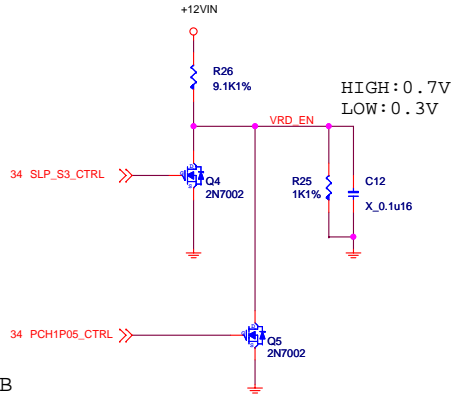 +12VIN
R26
9.1K1%
HIGH:0.7V
LOW:0.3V
VRD_EN
34 SLP_S3_CTRL
Q4
2N7002
R25
1K1%
C12
X_0.1u16
34 PCH1P05_CTRL
Q5
2N7002
B